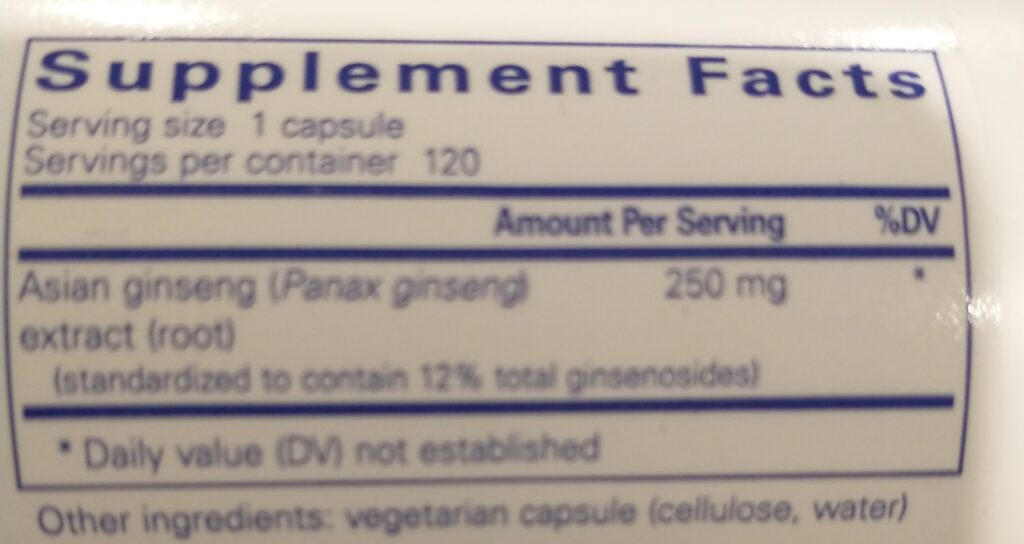 Supplement Facts
Serving size 1 capsule
Servings per container 120
Amount Per Serving %DV
Asian ginseng (Panax ginseng) 250 mg *
extract (root)
(standardized to contain 12% total ginsenosides)
* Daily value (DV) not established
Other ingredients: vegetarian capsule (cellulose, water)